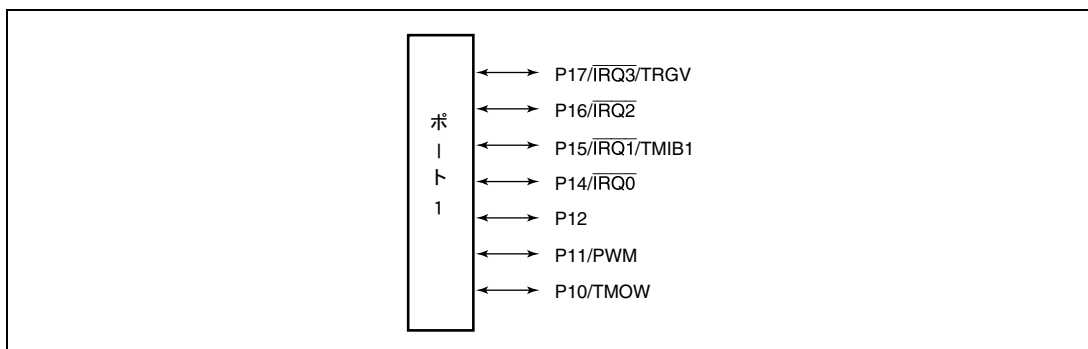 ポート1
P17/IRQ3/TRGV
P16/IRQ2
P15/IRQ1/TMIB1
P14/IRQ0
P12
P11/PWM
P10/TMOW